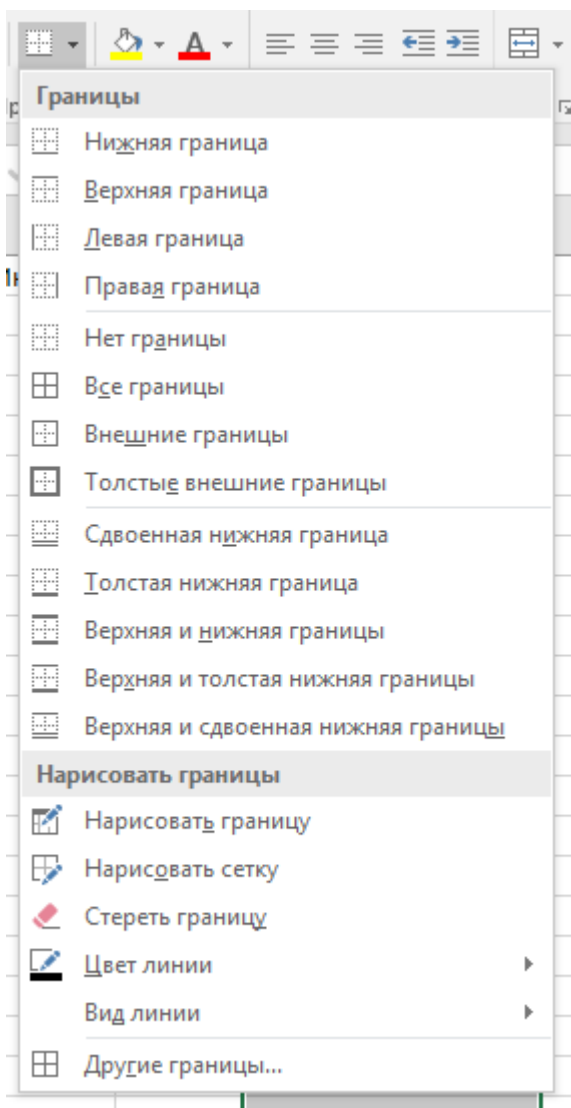 А
Границы
Нижняя граница
Верхняя граница
Левая граница
Правая граница
Нет границы
Все границы
Внешние границы
Толстые внешние границы
Сдвоенная нижняя граница
Толстая нижняя граница
Верхняя и нижняя границы
Верхняя и толстая нижняя границы
Верхняя и сдвоенная нижняя границы
Нарисовать границы
Нарисовать границу
Нарисовать сетку
Стереть границу
Цвет линии
Вид линии
Другие границы...